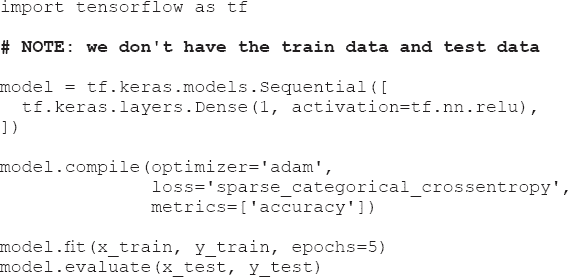 import tensorflow as tf
# NOTE: we don't have the train data and test data
model = tf.keras.models.Sequential([
  tf.keras.layers.Dense(1, activation=tf.nn.relu),
])
model.compile(optimizer='adam',
              loss='sparse_categorical_crossentropy',
              metrics=['accuracy'])
model.fit(x_train, y_train, epochs=5)
model.evaluate(x_test, y_test)